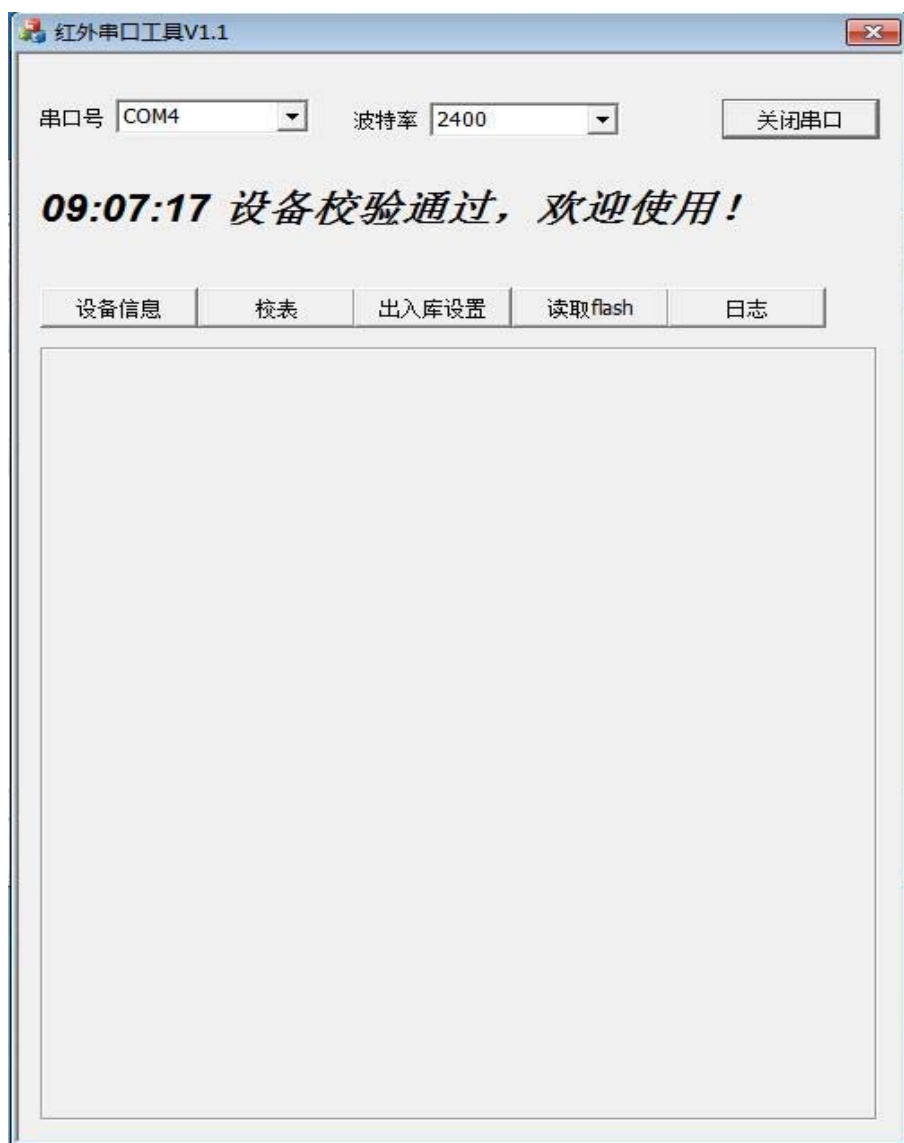 红外串口工具V1.1
串口号 COM4 波特率 2400 关闭串口
09:07:17 设备校验通过，欢迎使用！
设备信息 校表 出入库设置 读取flash 日志